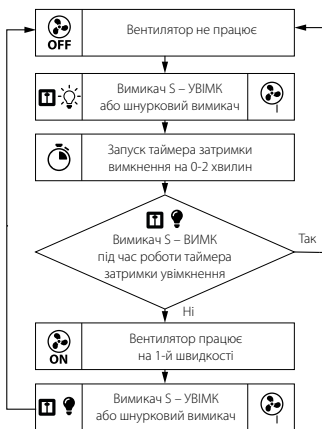 OFF
Вентилятор не працює
Вимикач S – УВІМК
або шнурковий вимикач
Запуск таймера затримки
вимкнення на 0-2 хвилин
Вимикач S – ВИМК
під час роботи таймера
затримки увімкнення
Так
Ні
ON
Вентилятор працює
на 1-й швидкості
Вимикач S – УВІМК
або шнурковий вимикач